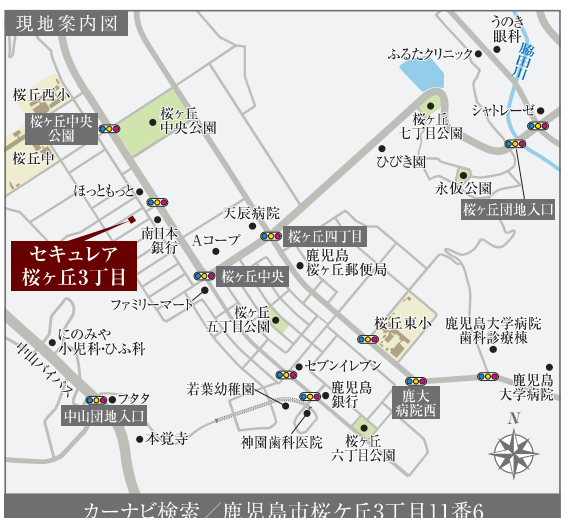 現地案内図
うのき
眼科
脇田川
ふるたクリニック
桜丘西小
桜ヶ丘中央
公園
桜ヶ丘
中央公園
桜ヶ丘
七丁目公園
シャトレーゼ
桜丘中
ひびき園
永仮公園
ほっともっと
天辰病院
桜ヶ丘団地入口
南日本
銀行
Aコープ
桜ヶ丘四丁目
セキュレア
桜ヶ丘3丁目
鹿児島
桜ヶ丘郵便局
桜ヶ丘中央
ファミリーマート
桜ヶ丘
五丁目公園
桜丘東小
鹿児島大学病院
歯科診療棟
にのみや
小児科・ひふ科
中山バイパス
セブンイレブン
若葉幼稚園
鹿児島
銀行
鹿大
病院西
鹿児島
大学病院
フタタ
中山団地入口
本覚寺
神園歯科医院
桜ヶ丘
六丁目公園
N
カーナビ検索／鹿児島市桜ケ丘3丁目11番6